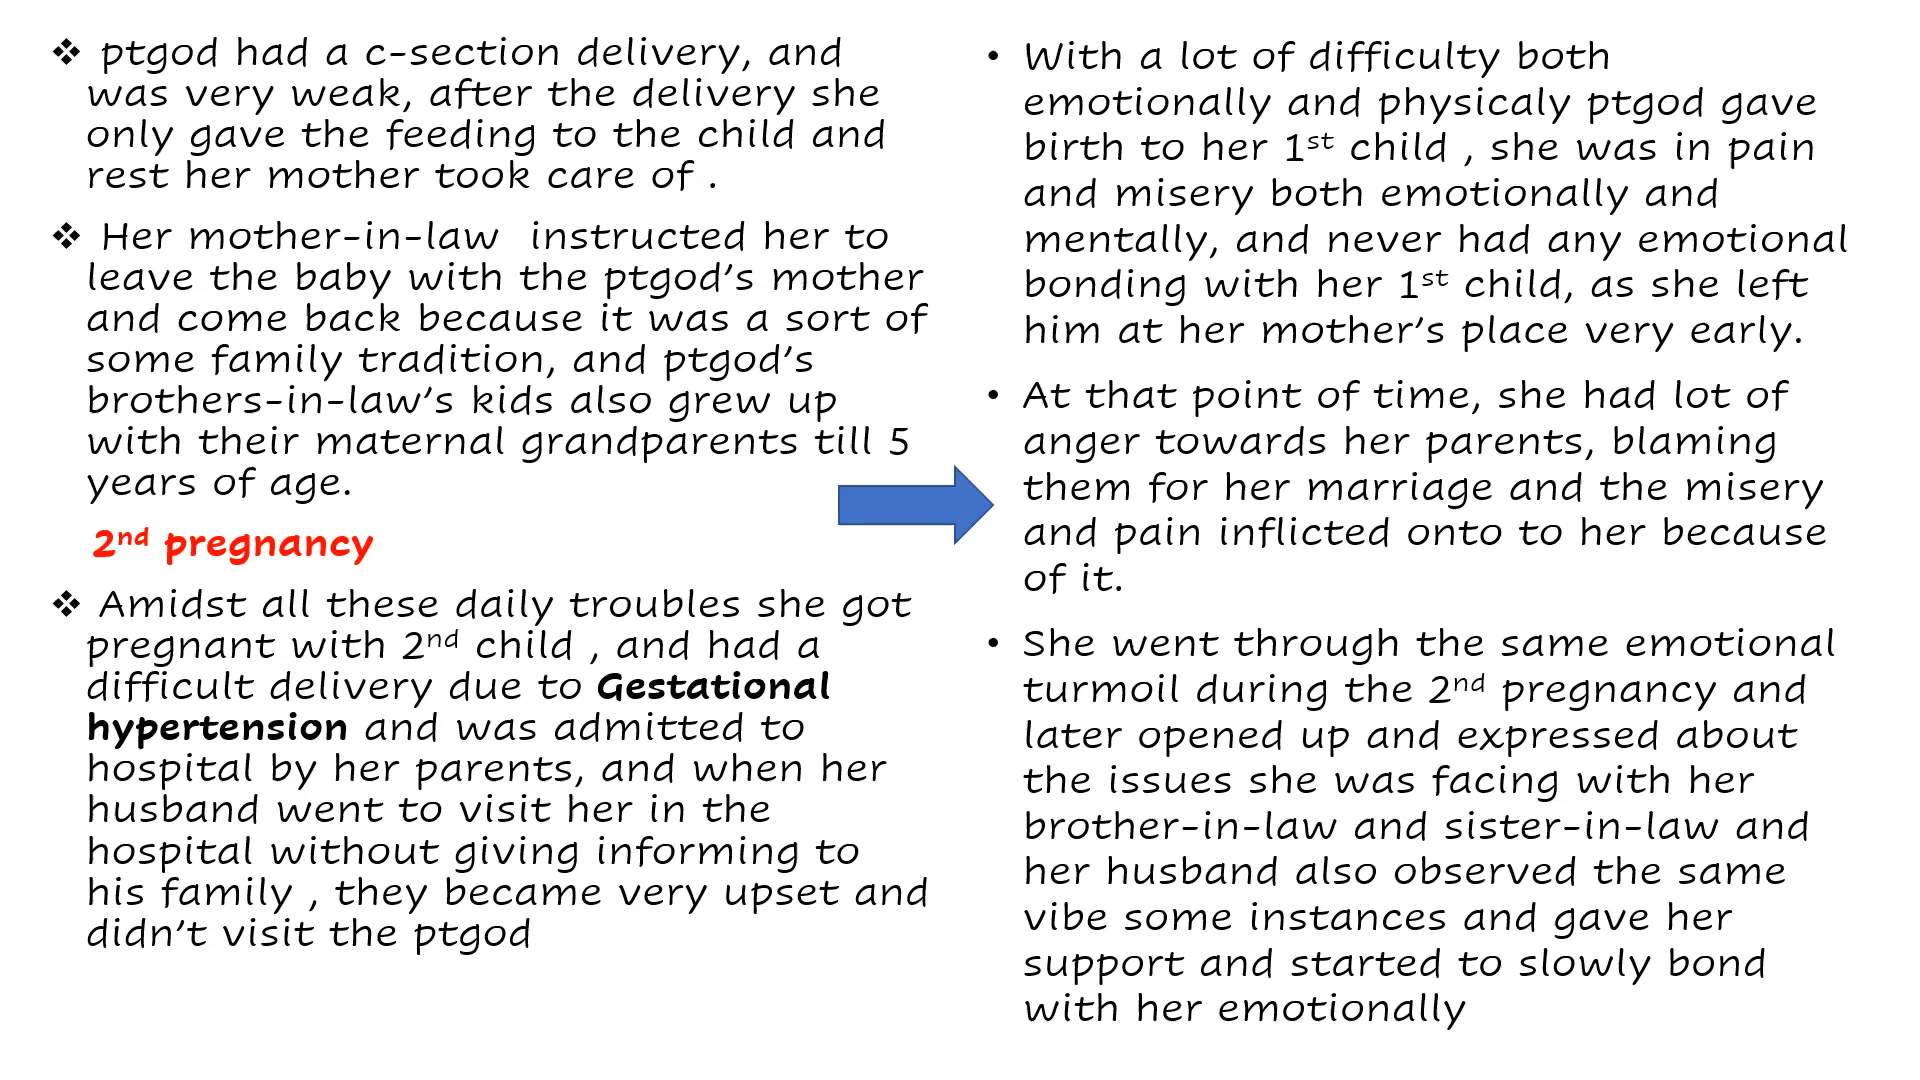 ❖ ptgod had a c-section delivery, and
was very weak, after the delivery she
only gave the feeding to the child and
rest her mother took care of .
❖ Her mother-in-law  instructed her to
leave the baby with the ptgod’s mother
and come back because it was a sort of
some family tradition, and ptgod’s
brothers-in-law’s kids also grew up
with their maternal grandparents till 5
years of age.
2nd pregnancy
❖ Amidst all these daily troubles she got
pregnant with 2nd child , and had a
difficult delivery due to Gestational
hypertension and was admitted to
hospital by her parents, and when her
husband went to visit her in the
hospital without giving informing to
his family , they became very upset and
didn’t visit the ptgod
• With a lot of difficulty both
emotionally and physicaly ptgod gave
birth to her 1st child , she was in pain
and misery both emotionally and
mentally, and never had any emotional
bonding with her 1st child, as she left
him at her mother’s place very early.
• At that point of time, she had lot of
anger towards her parents, blaming
them for her marriage and the misery
and pain inflicted onto to her because
of it.
• She went through the same emotional
turmoil during the 2nd pregnancy and
later opened up and expressed about
the issues she was facing with her
brother-in-law and sister-in-law and
her husband also observed the same
vibe some instances and gave her
support and started to slowly bond
with her emotionally